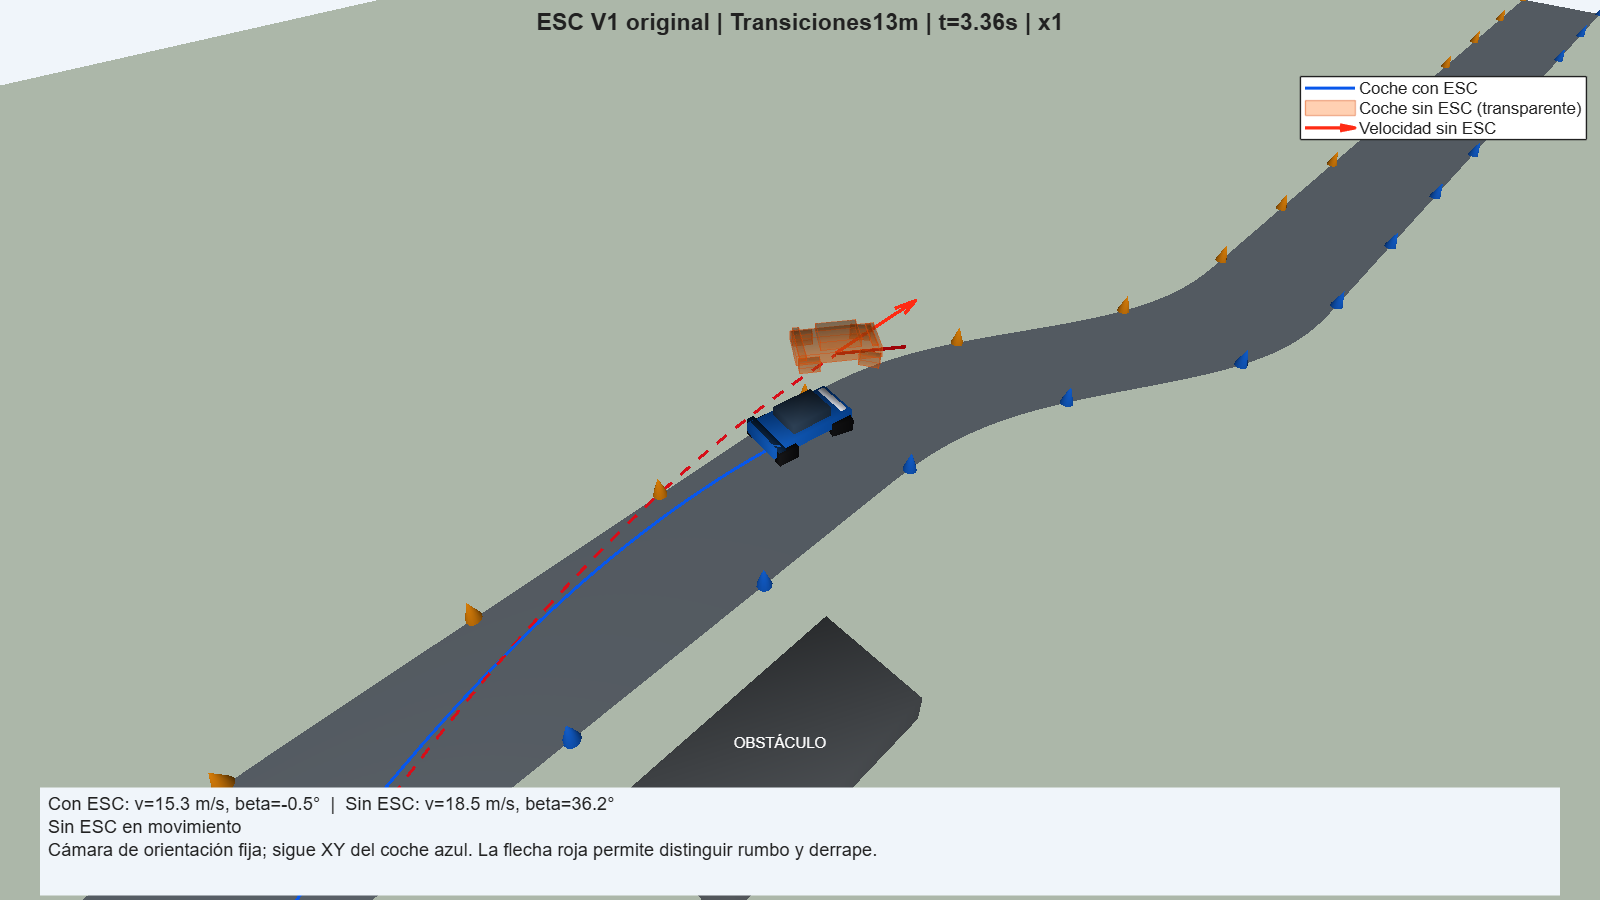 ESC V1 original | Transiciones13m | t=3.36s | x1
Coche con ESC
Coche sin ESC (transparente)
Velocidad sin ESC
OBSTÁCULO
Con ESC: v=15.3 m/s, beta=-0.5° | Sin ESC: v=18.5 m/s, beta=36.2°
Sin ESC en movimiento
Cámara de orientación fija; sigue XY del coche azul. La flecha roja permite distinguir rumbo y derrape.